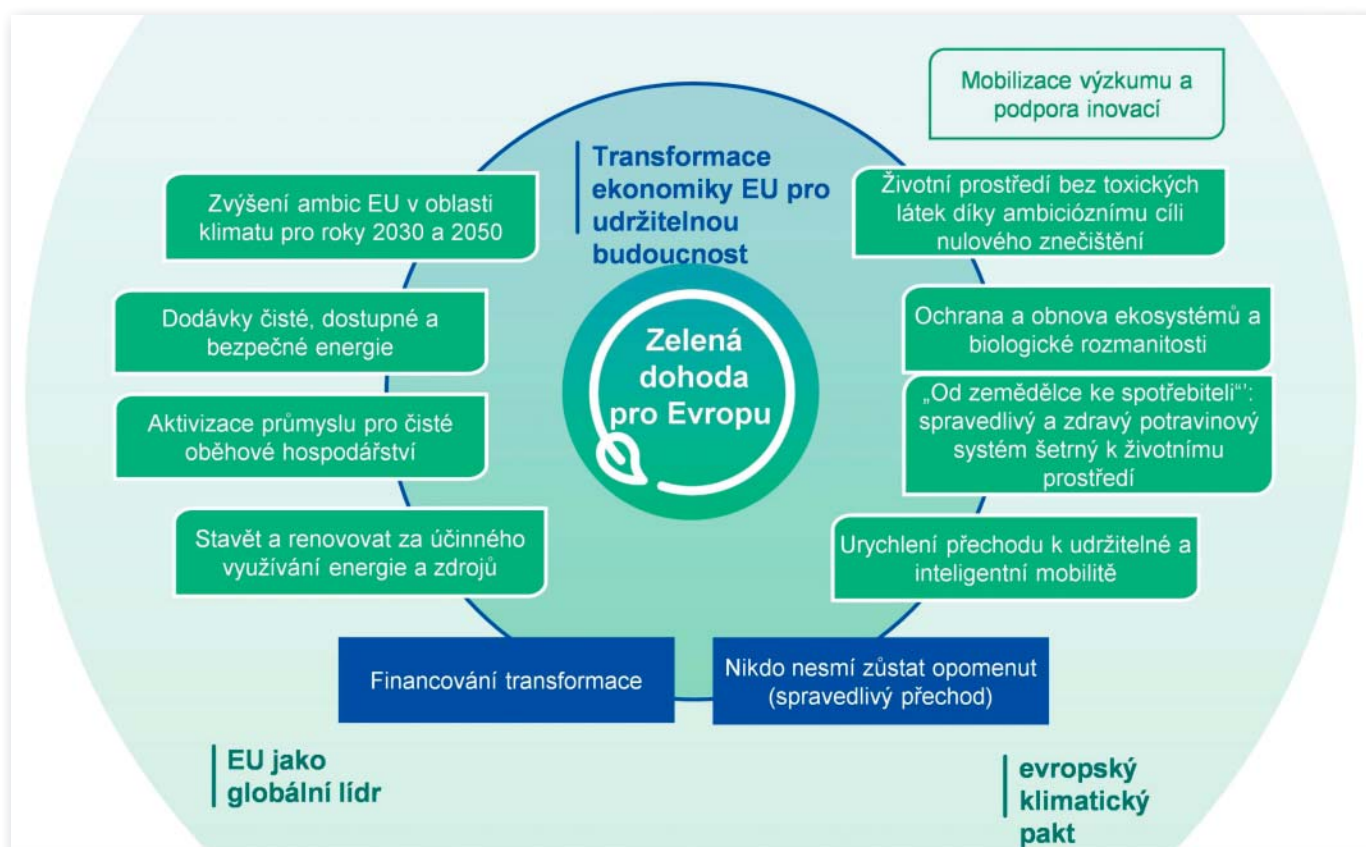 Mobilizace výzkumu a
podpora inovací
Transformace
ekonomiky EU pro
udržitelnou
budoucnost
Zvýšení ambic EU v oblasti
klimatu pro roky 2030 a 2050
Životní prostředí bez toxických
látek díky ambicióznímu cíli
nulového znečištění
Dodávky čisté, dostupné a
bezpečné energie
Zelená
dohoda
pro Evropu
Ochrana a obnova ekosystémů a
biologické rozmanitosti
Aktivizace průmyslu pro čisté
oběhové hospodářství
„Od zemědělce ke spotřebiteli“':
spravedlivý a zdravý potravinový
systém šetrný k životnímu
prostředí
Stavět a renovovat za účinného
využívání energie a zdrojů
Urychlení přechodu k udržitelné a
inteligentní mobilitě
Financování transformace
Nikdo nesmí zůstat opomenut
(spravedlivý přechod)
EU jako
globální lídr
evropský
klimatický
pakt